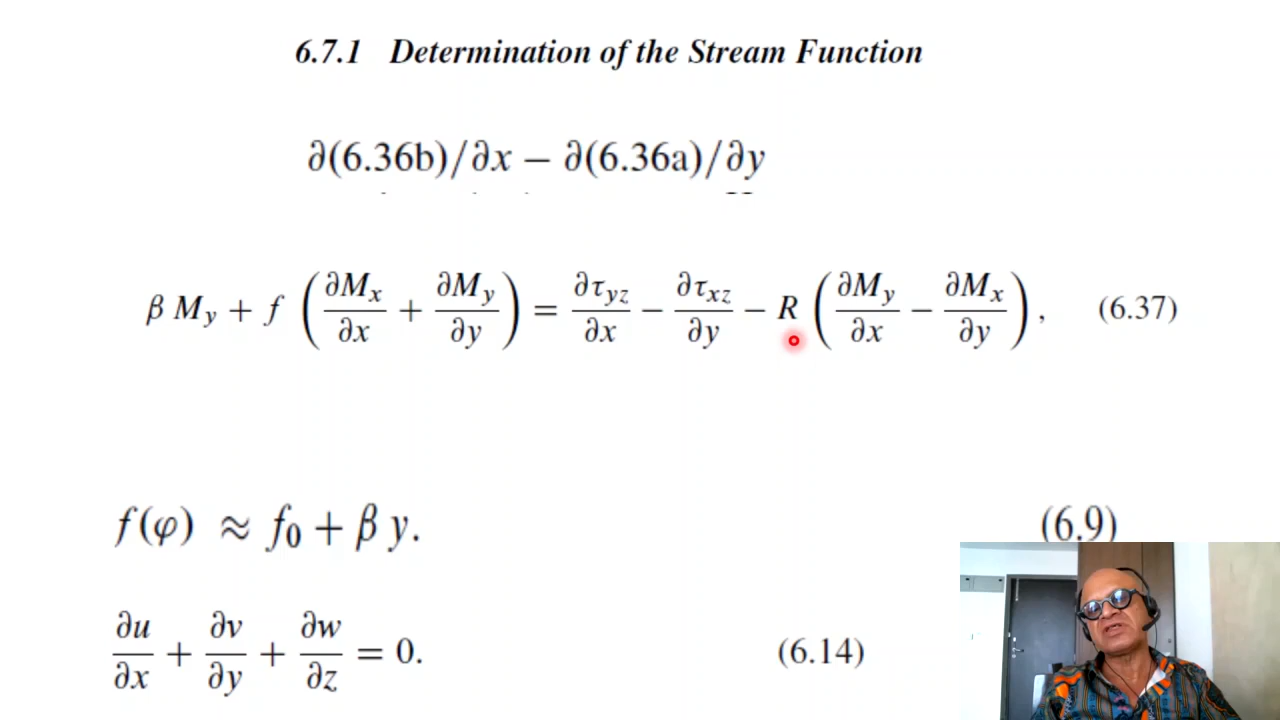 6.7.1 Determination of the Stream Function
∂(6.36b)/∂x − ∂(6.36a)/∂y
β M_y + f (∂M_x/∂x + ∂M_y/∂y) = ∂τ_yz/∂x − ∂τ_xz/∂y − R (∂M_y/∂x − ∂M_x/∂y), (6.37)
f(φ) ≈ f_0 + β y. (6.9)
∂u/∂x + ∂v/∂y + ∂w/∂z = 0. (6.14)